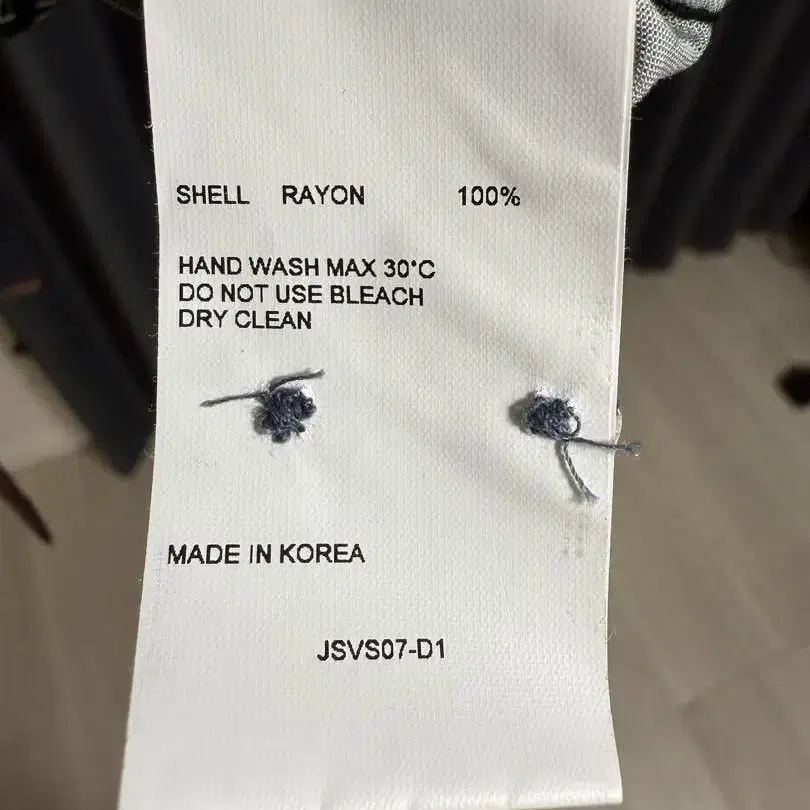 SHELL RAYON 100%
HAND WASH MAX 30°C
DO NOT USE BLEACH
DRY CLEAN
MADE IN KOREA
JSVS07-D1